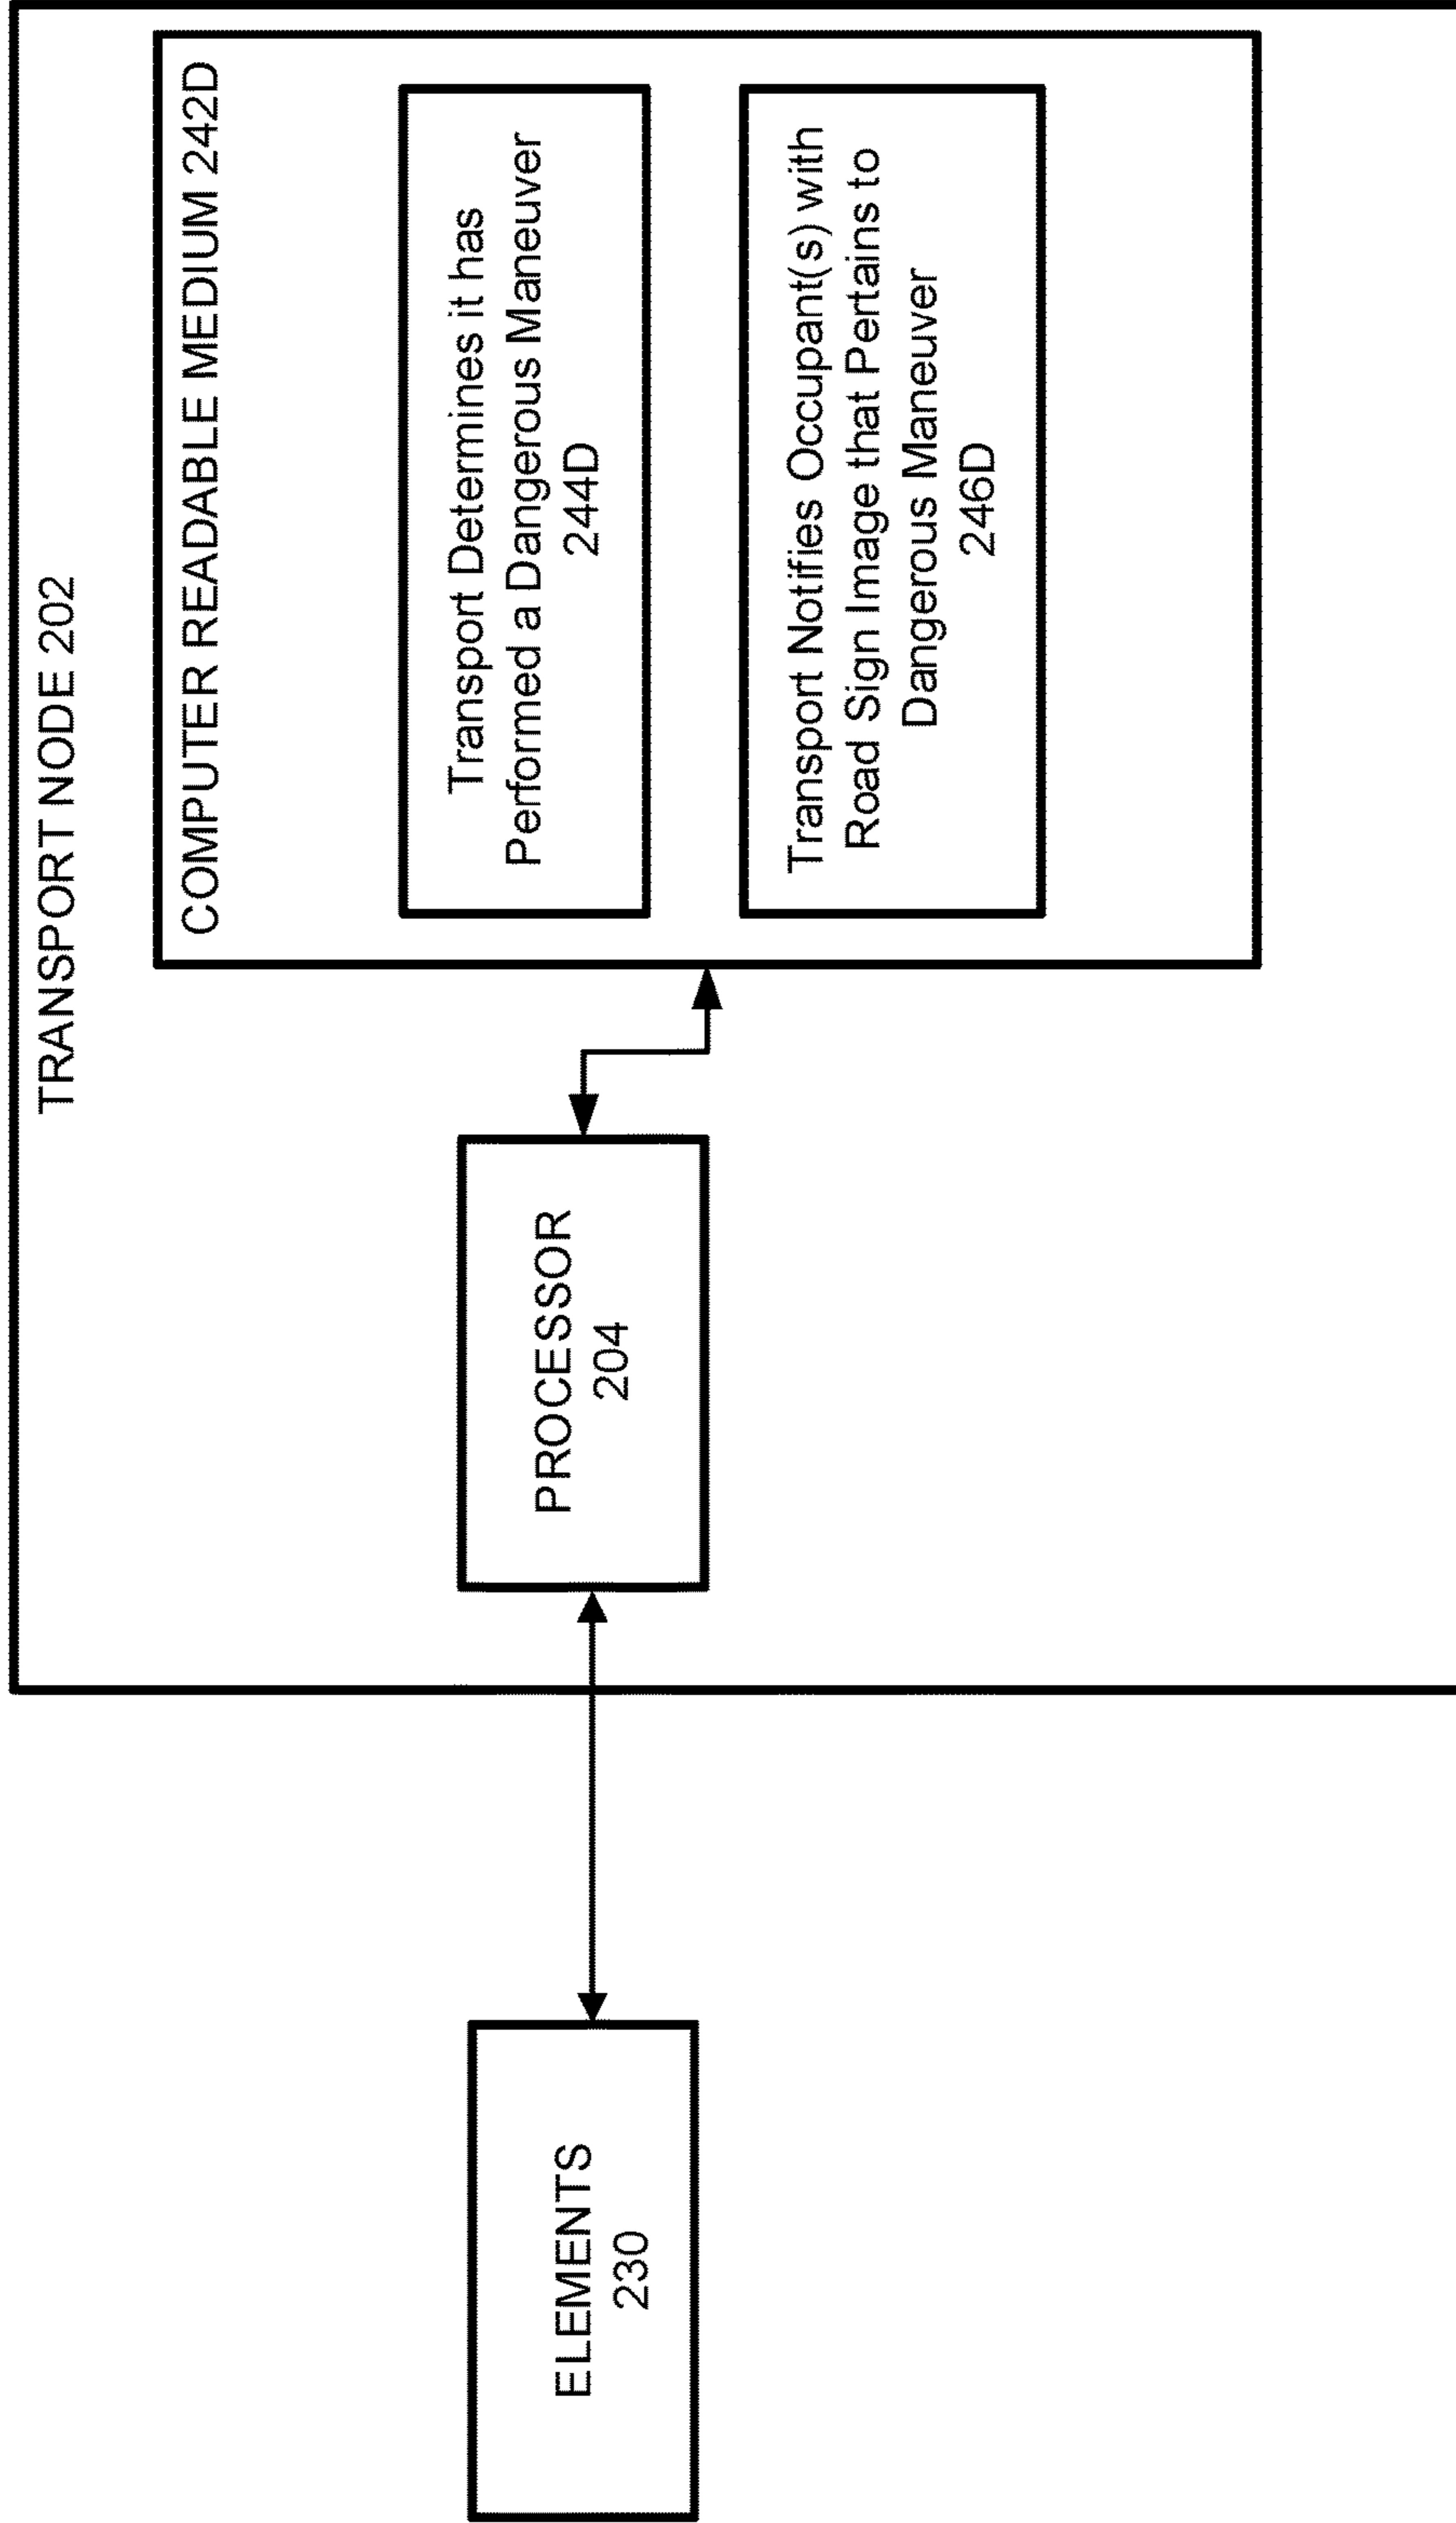 TRANSPORT NODE 202
COMPUTER READABLE MEDIUM 242D
Transport Determines it has
Performed a Dangerous Maneuver
244D
Transport Notifies Occupant(s) with
Road Sign Image that Pertains to
Dangerous Maneuver
246D
PROCESSOR
204
ELEMENTS
230